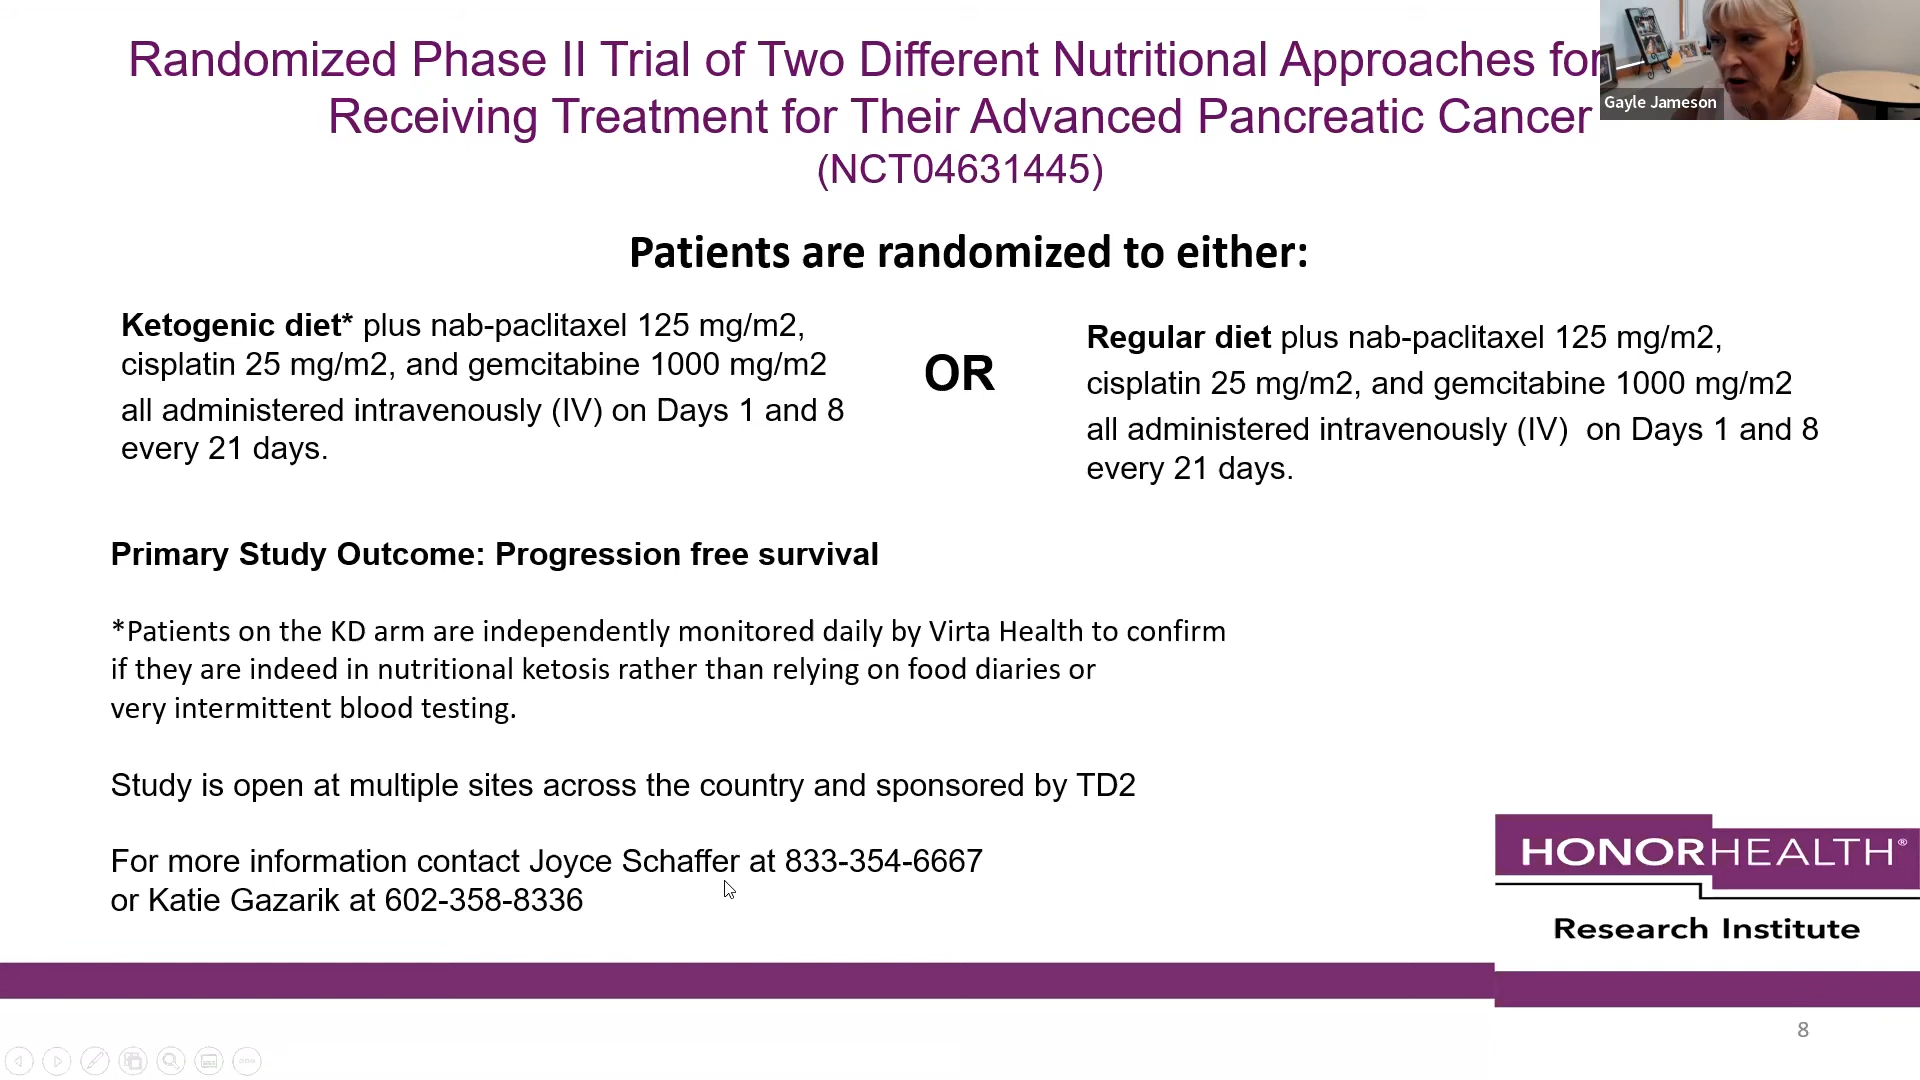 Randomized Phase II Trial of Two Different Nutritional Approaches for
Receiving Treatment for Their Advanced Pancreatic Cancer
(NCT04631445)
Gayle Jameson
Patients are randomized to either:
Ketogenic diet* plus nab-paclitaxel 125 mg/m2,
cisplatin 25 mg/m2, and gemcitabine 1000 mg/m2
all administered intravenously (IV) on Days 1 and 8
every 21 days.
OR
Regular diet plus nab-paclitaxel 125 mg/m2,
cisplatin 25 mg/m2, and gemcitabine 1000 mg/m2
all administered intravenously (IV) on Days 1 and 8
every 21 days.
Primary Study Outcome: Progression free survival
*Patients on the KD arm are independently monitored daily by Virta Health to confirm
if they are indeed in nutritional ketosis rather than relying on food diaries or
very intermittent blood testing.
Study is open at multiple sites across the country and sponsored by TD2
For more information contact Joyce Schaffer at 833-354-6667
or Katie Gazarik at 602-358-8336
HONORHEALTH®
Research Institute
8